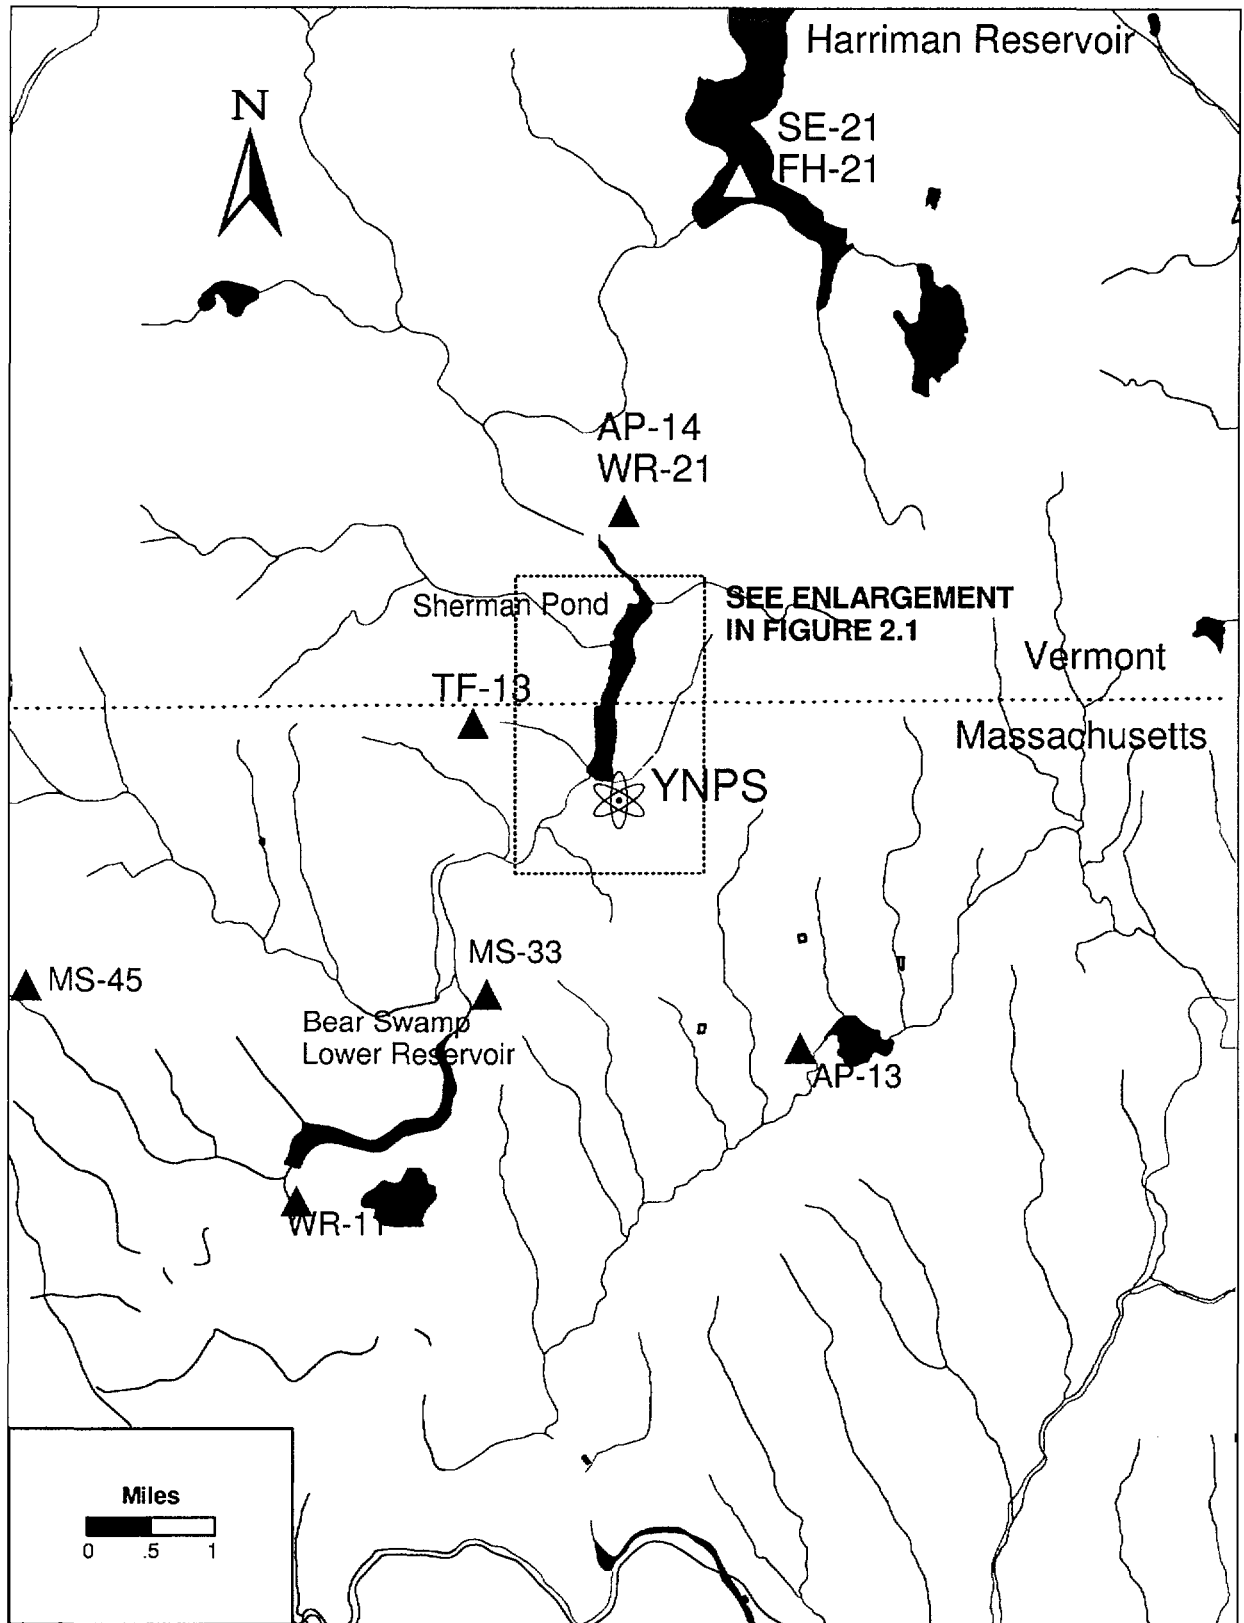 Harriman Reservoir
N
SE-21
FH-21
AP-14
WR-21
Sherman Pond
SEE ENLARGEMENT
IN FIGURE 2.1
Vermont
TF-13
Massachusetts
YNPS
MS-33
MS-45
Bear Swamp
Lower Reservoir
AP-13
WR-11
Miles
0 .5 1